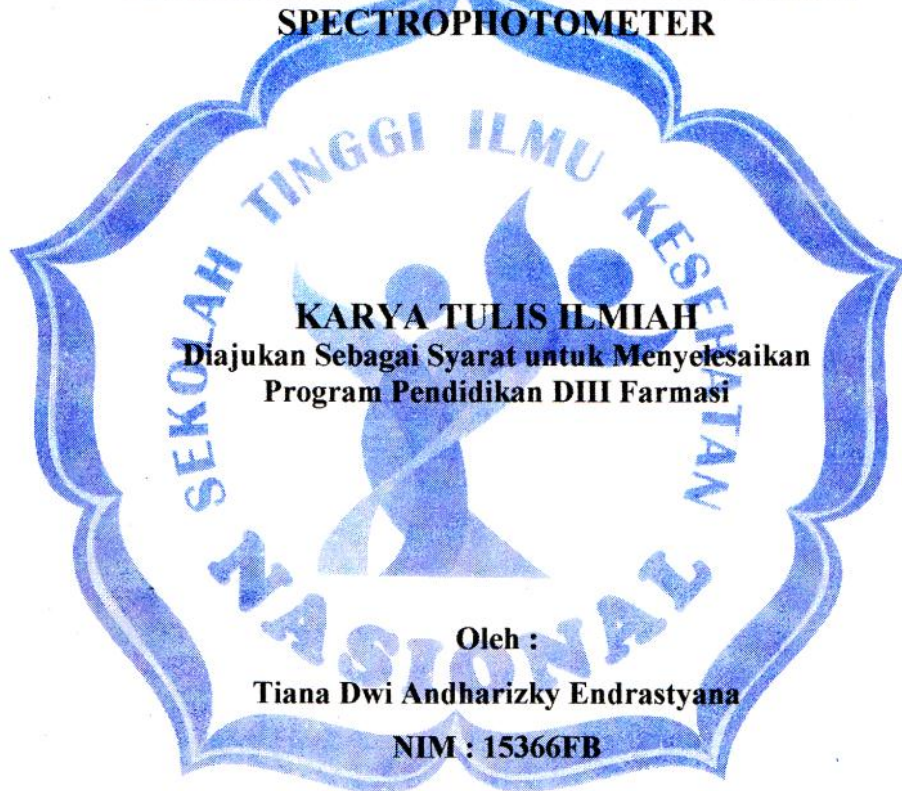 SPECTROPHOTOMETER
SEKOLAH TINGGI ILMU KESEHATAN
NASIONAL
KARYA TULIS ILMIAH
Diajukan Sebagai Syarat untuk Menyelesaikan
Program Pendidikan DIII Farmasi
Oleh :
Tiana Dwi Andharizky Endrastyana
NIM : 15366FB